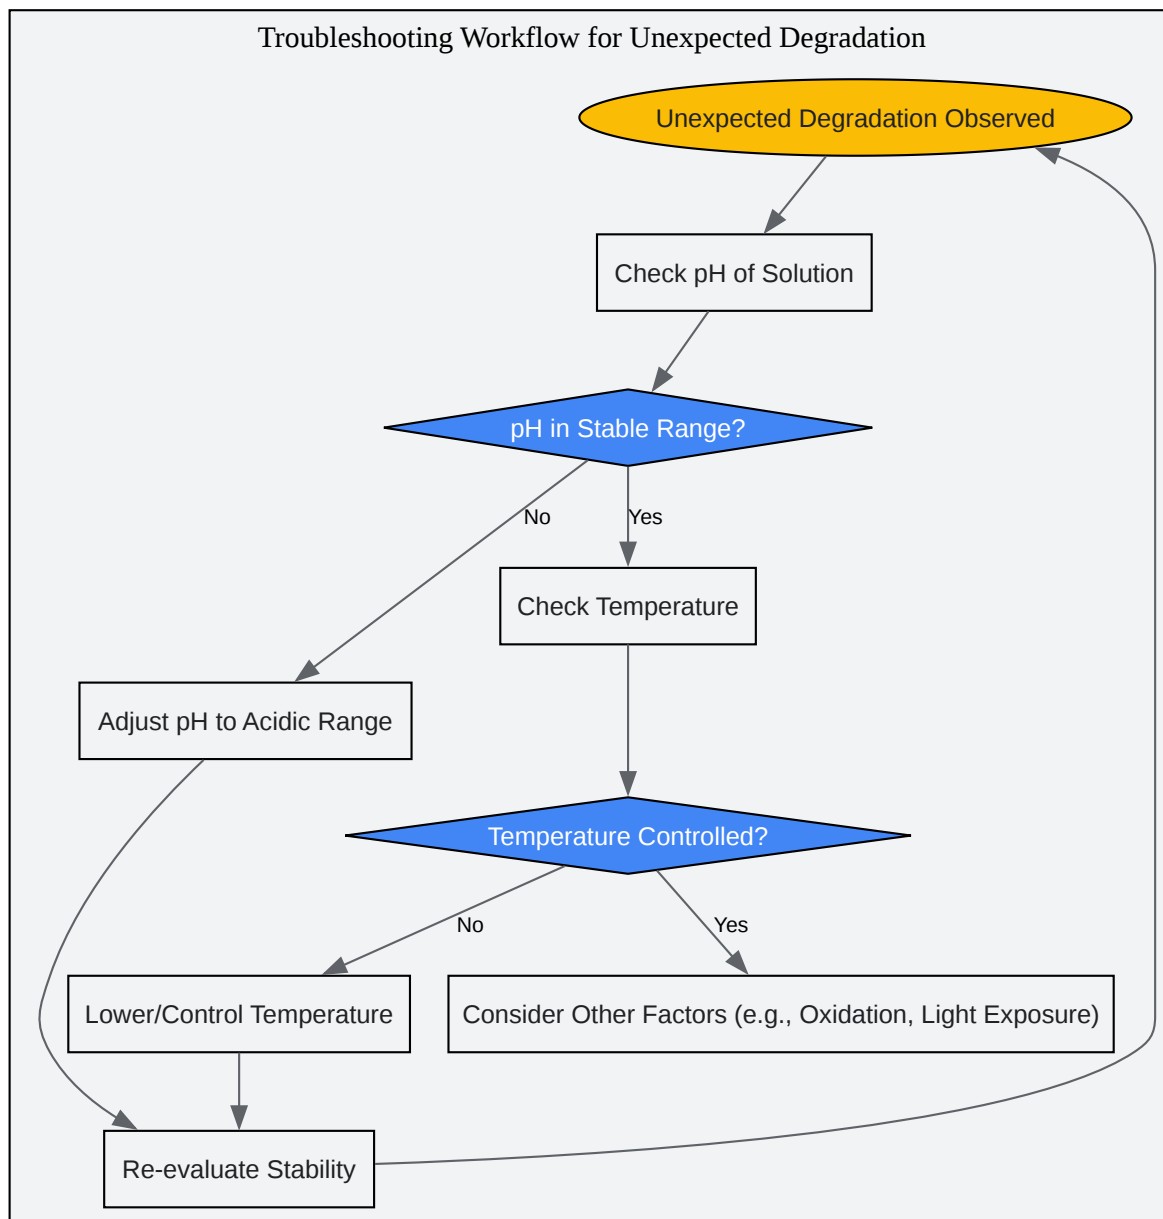 Troubleshooting Workflow for Unexpected Degradation
Unexpected Degradation Observed
Check pH of Solution
pH in Stable Range?
No
Yes
Check Temperature
Adjust pH to Acidic Range
Temperature Controlled?
No
Yes
Lower/Control Temperature
Consider Other Factors (e.g., Oxidation, Light Exposure)
Re-evaluate Stability